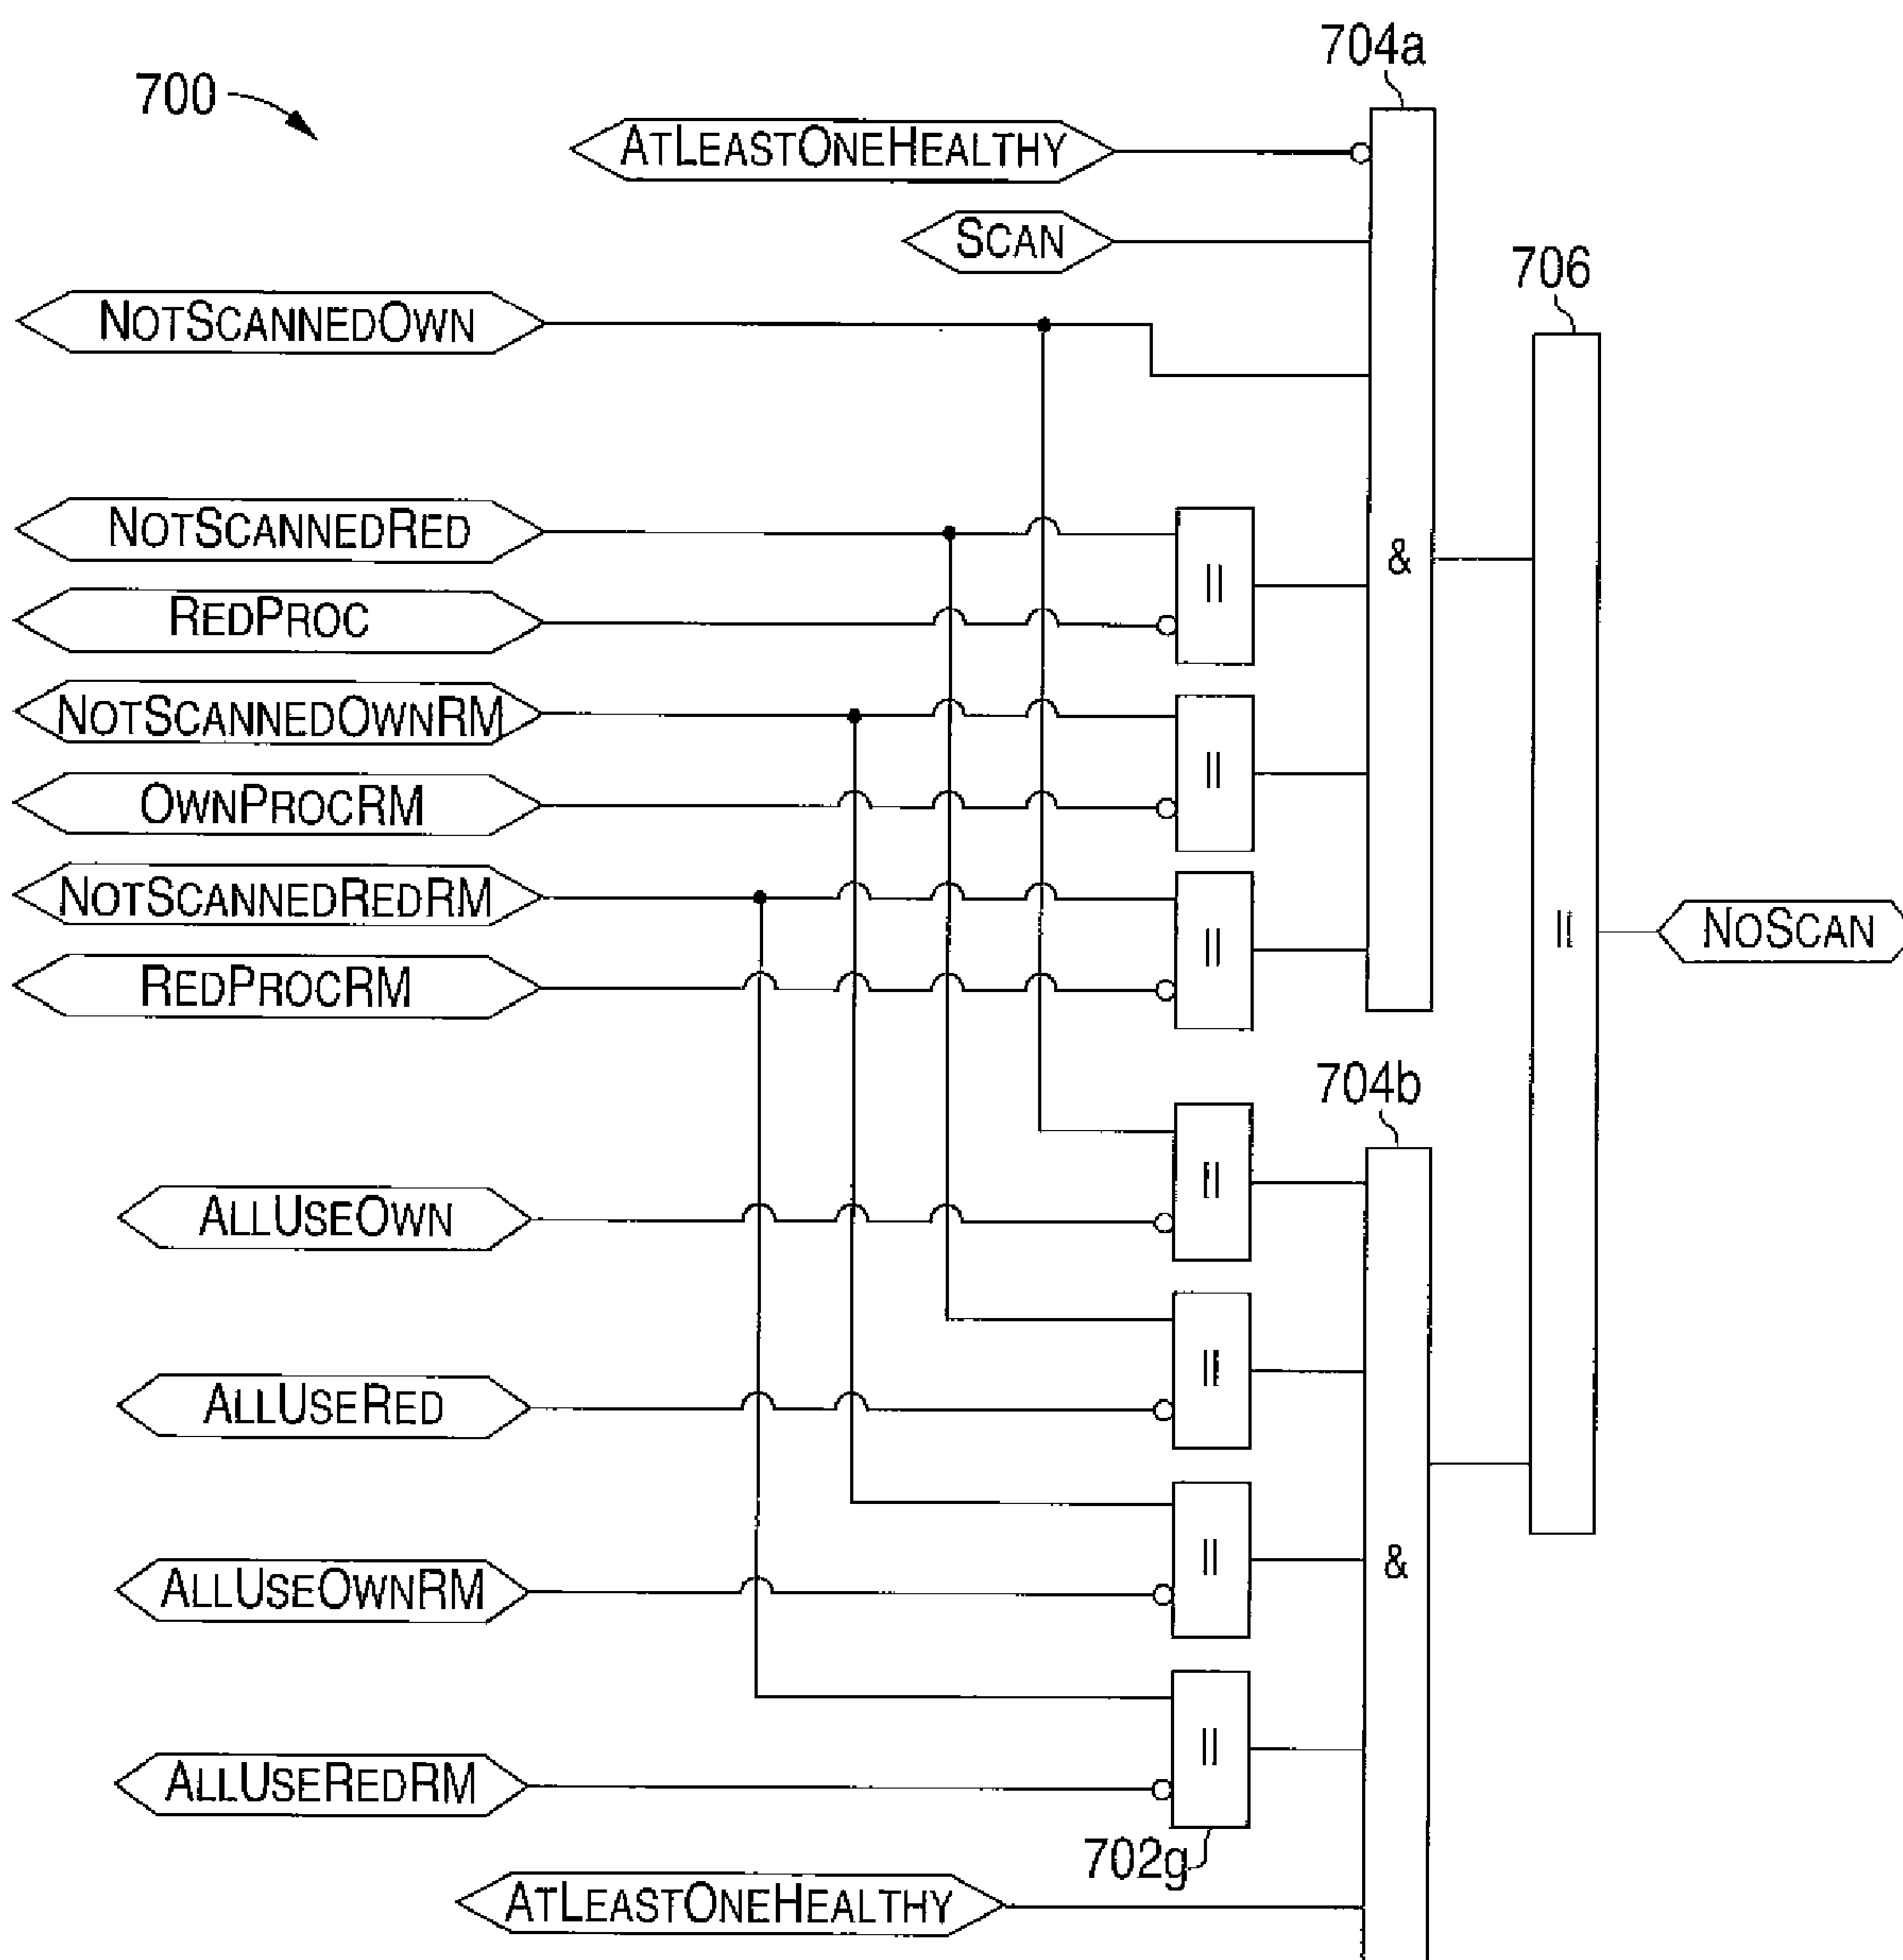 704a
700
ATLEASTONEHEALTHY
SCAN
706
NOTSCANNEDOWN
NOTSCANNEDRED
||
&
REDPROC
NOTSCANNEDOWNRM
||
OWNPROCRM
NOTSCANNEDREDRM
||
||
NOSCAN
REDPROCRM
704b
||
ALLUSEOWN
||
ALLUSERED
||
&
ALLUSEOWNRM
||
ALLUSEREDRM
702g
ATLEASTONEHEALTHY